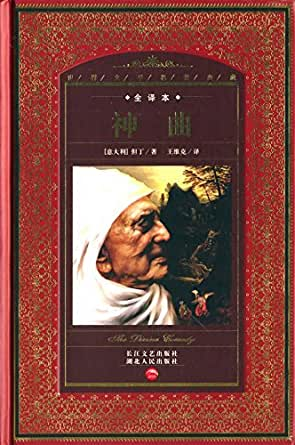 世界文学名著典藏
全译本
神曲
[意大利]但丁/著 王维克/译
The Divine Comedy
长江文艺出版社
湖北人民出版社